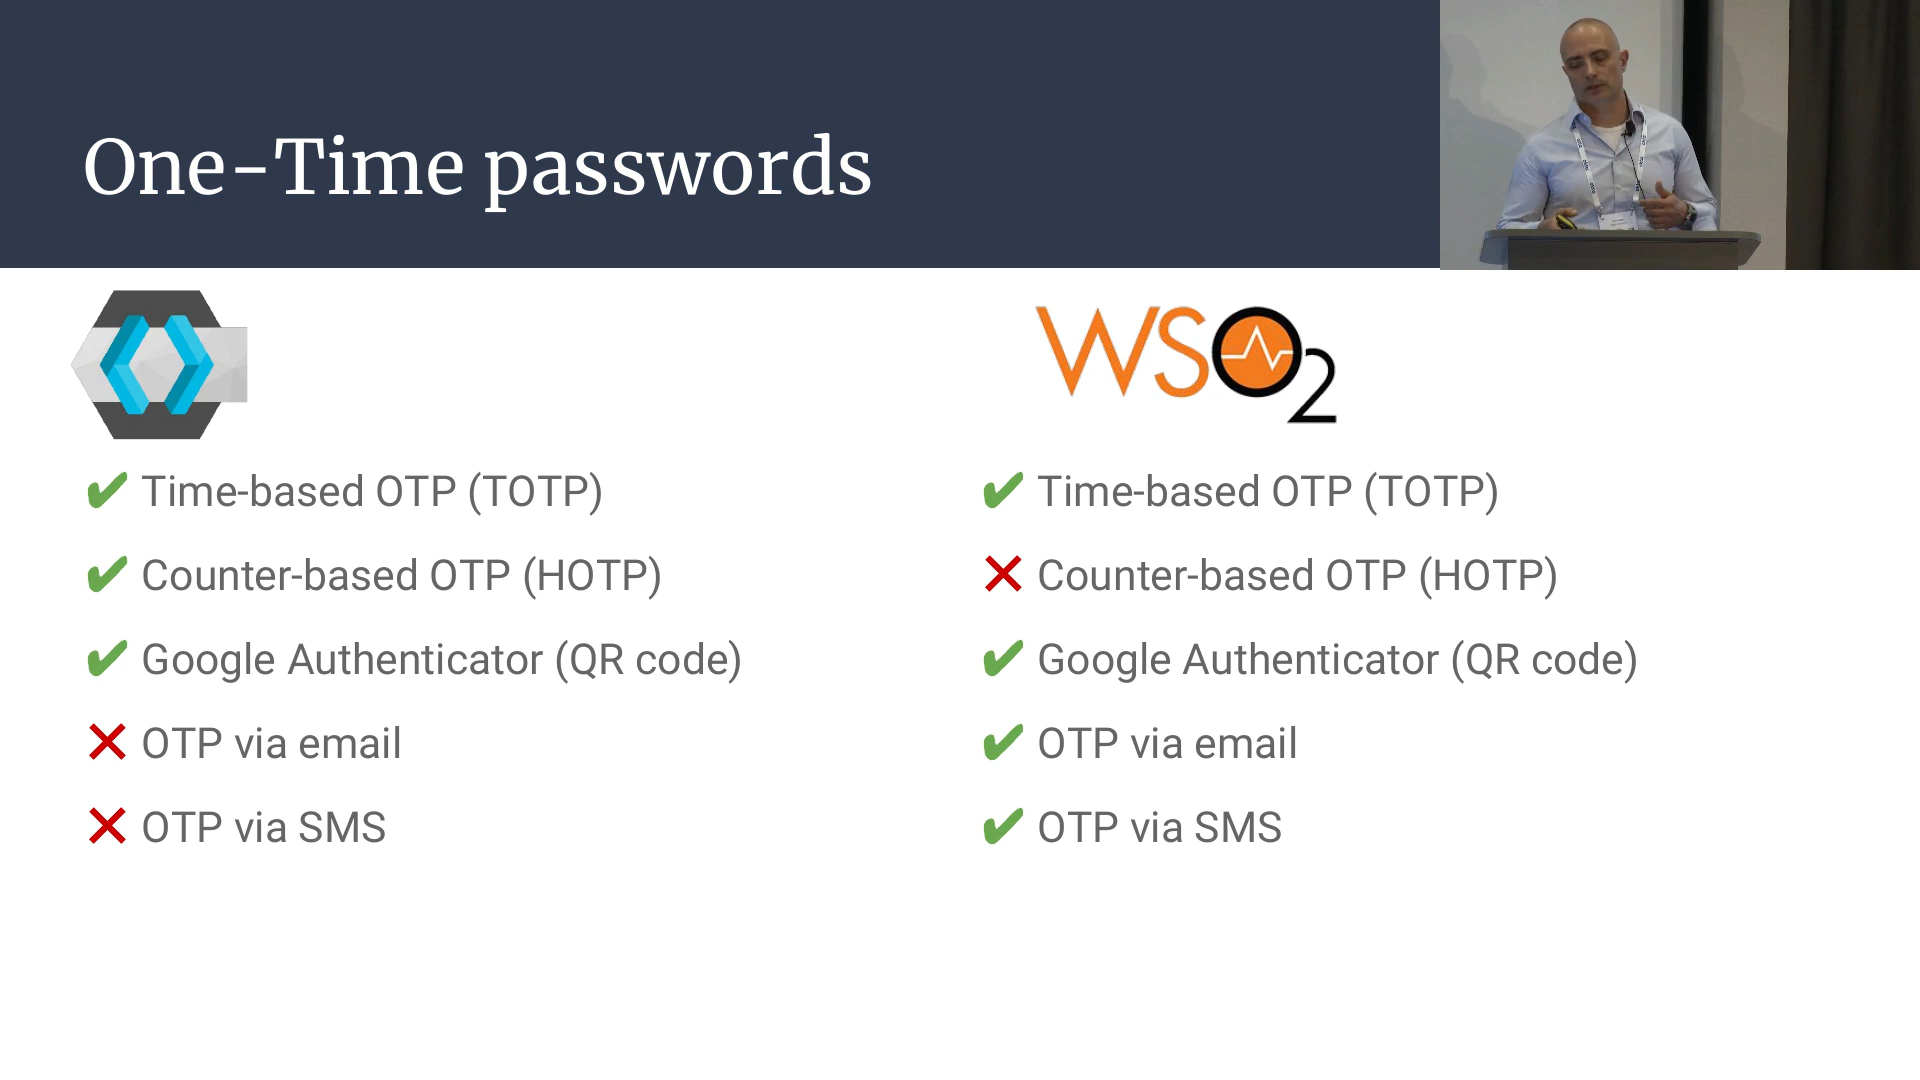 One-Time passwords
WSO2
Time-based OTP (TOTP)
Counter-based OTP (HOTP)
Google Authenticator (QR code)
OTP via email
OTP via SMS
Time-based OTP (TOTP)
Counter-based OTP (HOTP)
Google Authenticator (QR code)
OTP via email
OTP via SMS